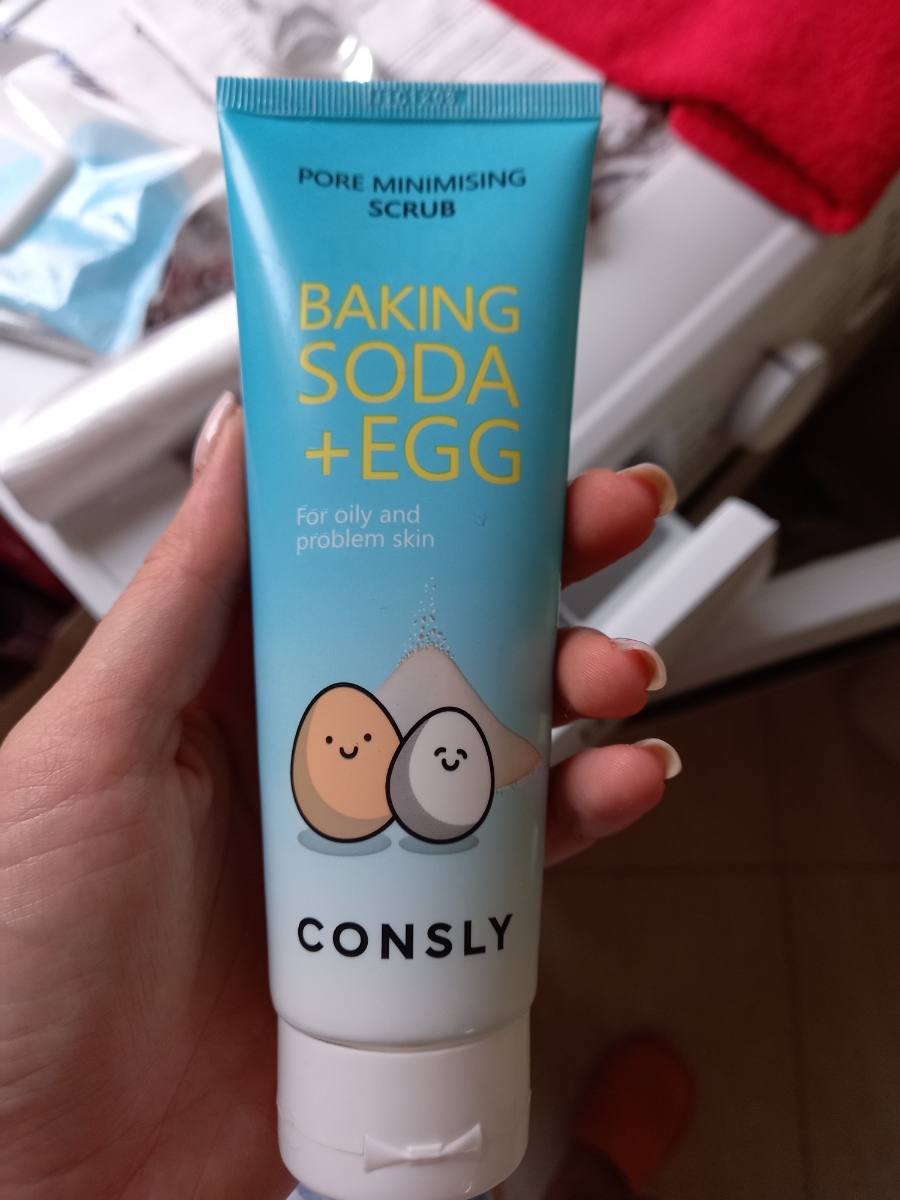 PORE MINIMISING
SCRUB
BAKING
SODA
+EGG
For oily and
problem skin
CONSLY